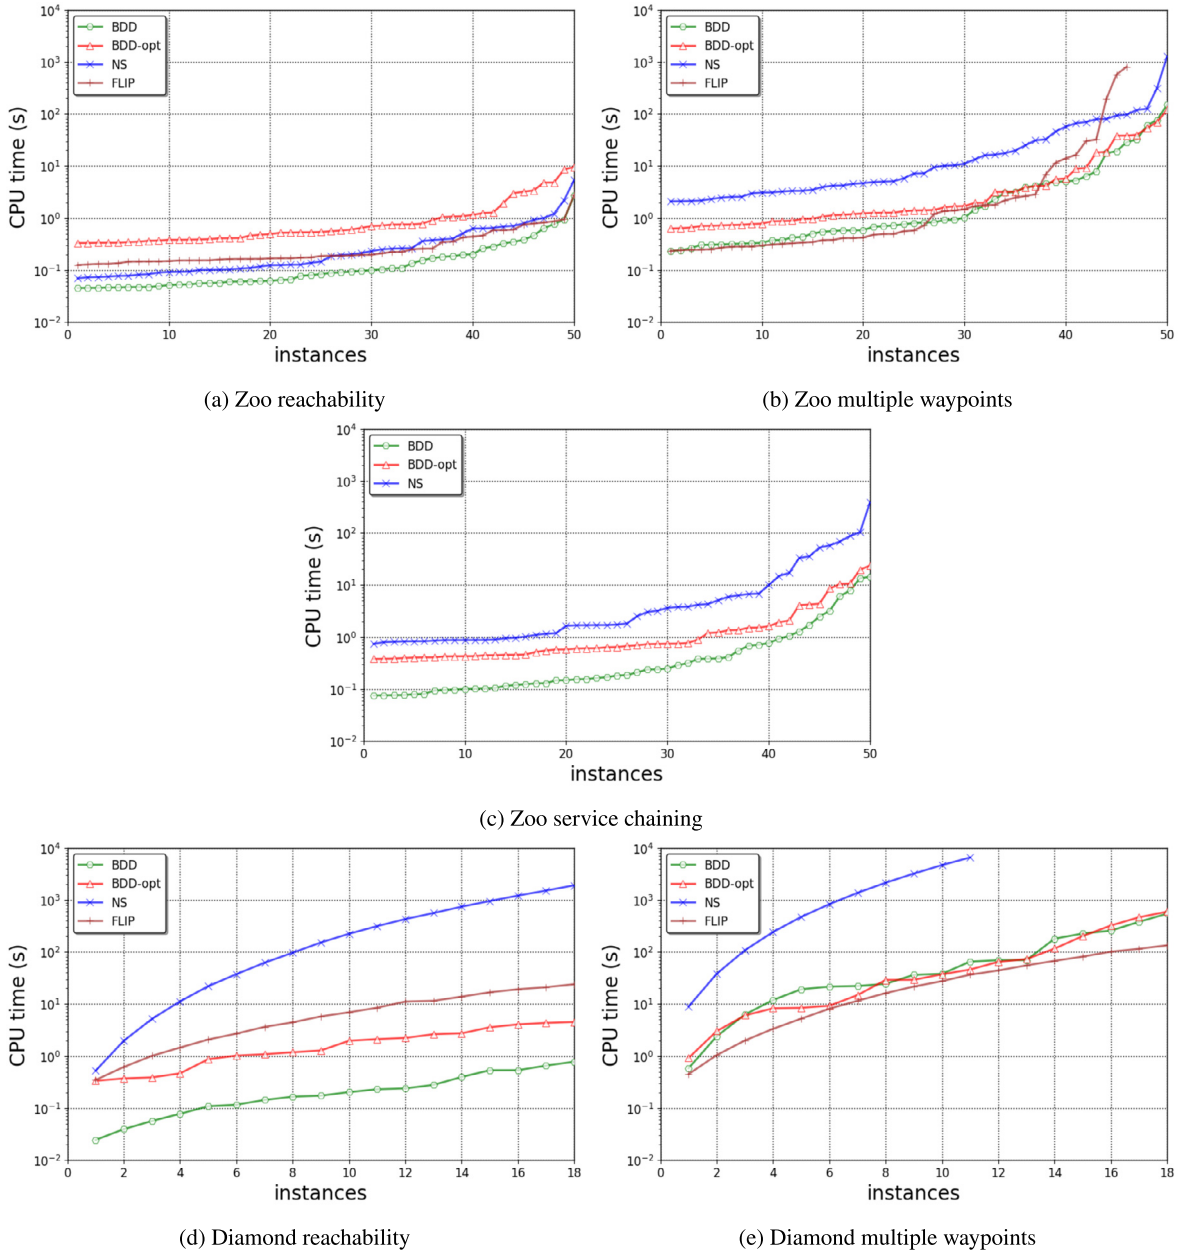 BDD
BDD-opt
NS
FLIP
CPU time (s)
10^4
10^3
10^2
10^1
10^0
10^-1
10^-2
0 10 20 30 40 50
instances
(a) Zoo reachability
BDD
BDD-opt
NS
FLIP
CPU time (s)
10^4
10^3
10^2
10^1
10^0
10^-1
10^-2
0 10 20 30 40 50
instances
(b) Zoo multiple waypoints
BDD
BDD-opt
NS
CPU time (s)
10^4
10^3
10^2
10^1
10^0
10^-1
10^-2
0 10 20 30 40 50
instances
(c) Zoo service chaining
BDD
BDD-opt
NS
FLIP
CPU time (s)
10^4
10^3
10^2
10^1
10^0
10^-1
10^-2
0 2 4 6 8 10 12 14 16 18
instances
(d) Diamond reachability
BDD
BDD-opt
NS
FLIP
CPU time (s)
10^4
10^3
10^2
10^1
10^0
10^-1
10^-2
0 2 4 6 8 10 12 14 16 18
instances
(e) Diamond multiple waypoints